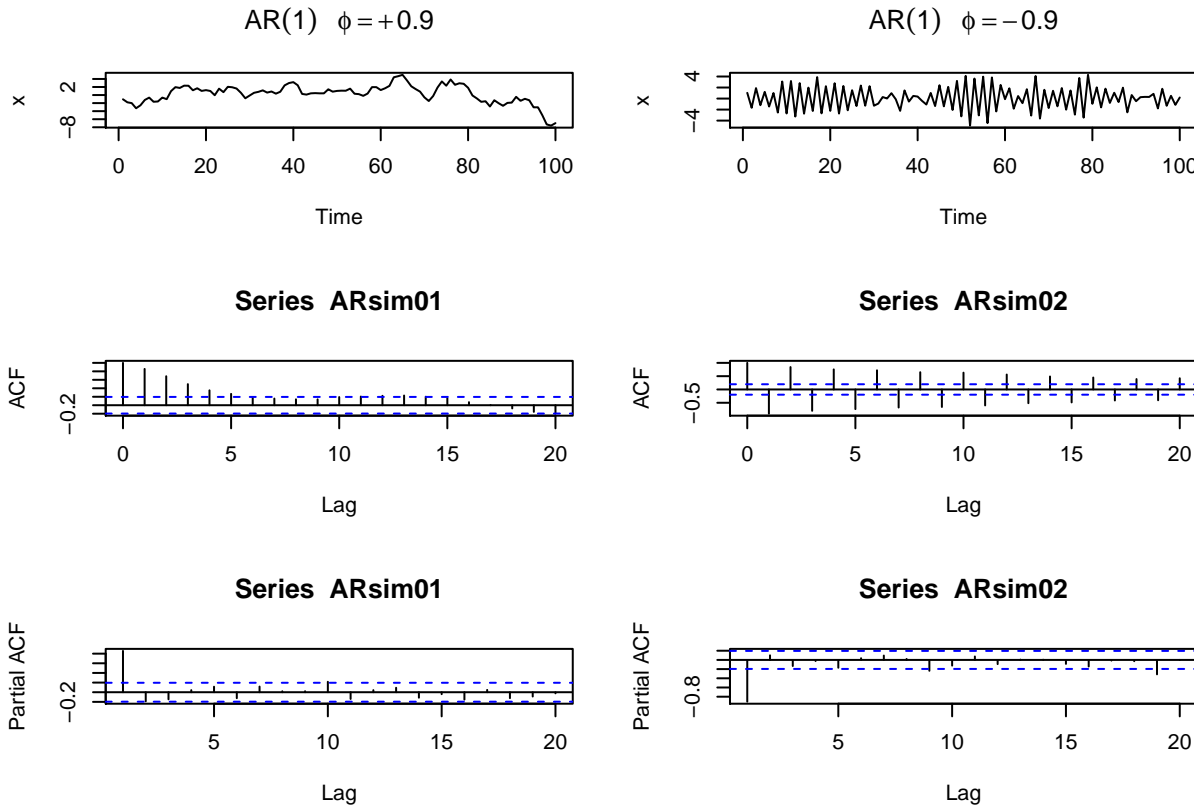 AR(1) ϕ = +0.9
x
2
−8
0 20 40 60 80 100
Time
AR(1) ϕ = −0.9
x
4
−4
0 20 40 60 80 100
Time
Series ARsim01
ACF
−0.2
0 5 10 15 20
Lag
Series ARsim02
ACF
−0.5
0 5 10 15 20
Lag
Series ARsim01
Partial ACF
−0.2
5 10 15 20
Lag
Series ARsim02
Partial ACF
−0.8
5 10 15 20
Lag